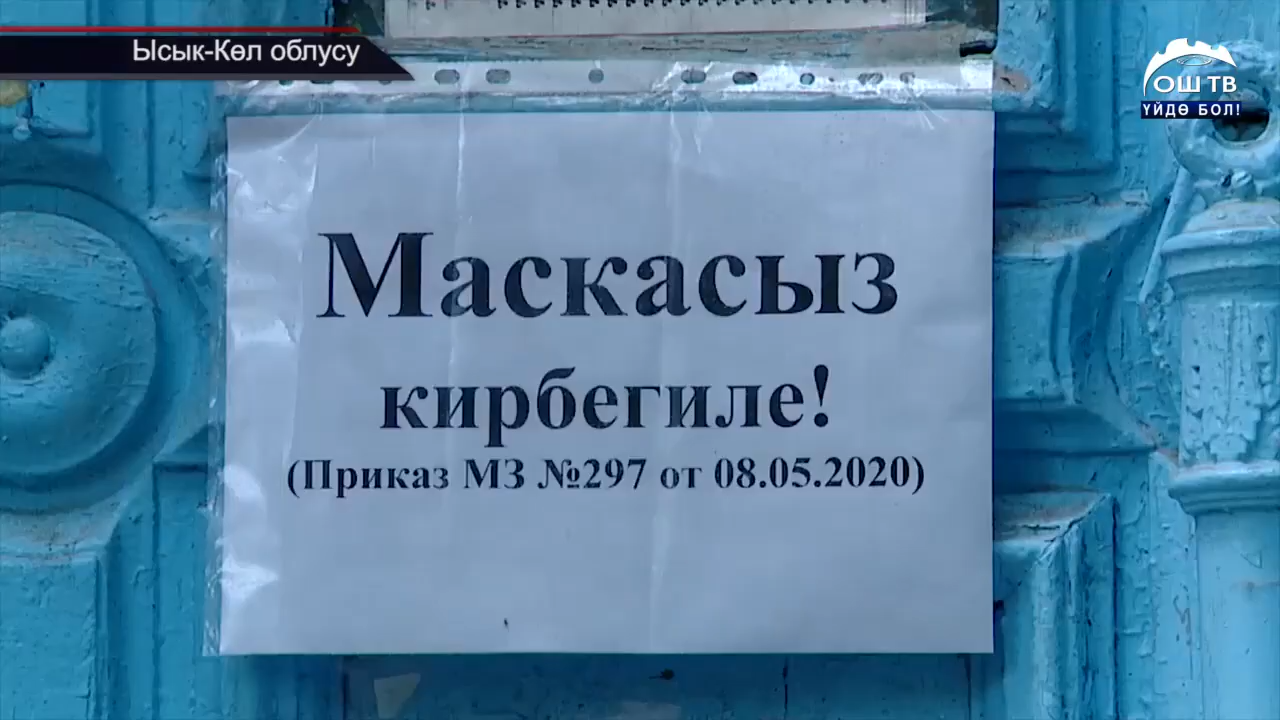 Ысык-Көл облусу
ОШ ТВ
ҮЙДӨ БОЛ!
Маскасыз
кирбегиле!
(Приказ МЗ №297 от 08.05.2020)